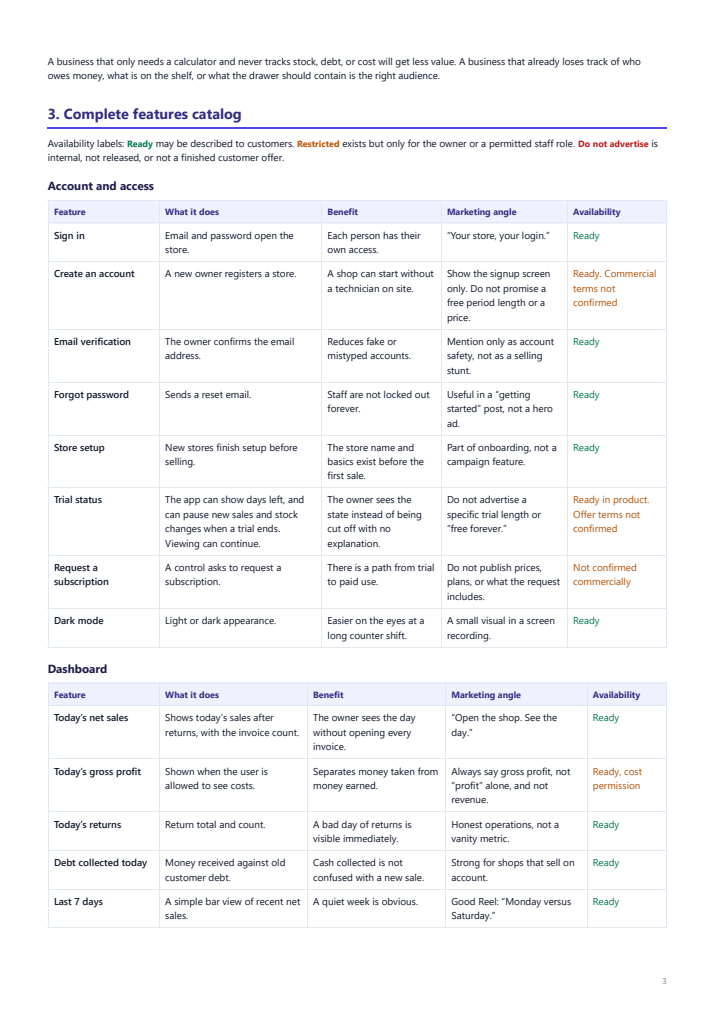 A business that only needs a calculator and never tracks stock, debt, or cost will get less value. A business that already loses track of who
owes money, what is on the shelf, or what the drawer should contain is the right audience.
3. Complete features catalog
Availability labels: Ready may be described to customers. Restricted exists but only for the owner or a permitted staff role. Do not advertise is
internal, not released, or not a finished customer offer.
Account and access
Feature What it does Benefit Marketing angle Availability
Sign in Email and password open the Each person has their “Your store, your login.” Ready
store. own access.
Create an account A new owner registers a store. A shop can start without Show the signup screen Ready. Commercial
a technician on site. only. Do not promise a terms not
free period length or a confirmed
price.
Email verification The owner confirms the email Reduces fake or Mention only as account Ready
address. mistyped accounts. safety, not as a selling
stunt.
Forgot password Sends a reset email. Staff are not locked out Useful in a “getting Ready
forever. started” post, not a hero
ad.
Store setup New stores finish setup before The store name and Part of onboarding, not a Ready
selling. basics exist before the campaign feature.
first sale.
Trial status The app can show days left, and The owner sees the Do not advertise a Ready in product.
can pause new sales and stock state instead of being specific trial length or Offer terms not
changes when a trial ends. cut off with no “free forever.” confirmed
Viewing can continue. explanation.
Request a A control asks to request a There is a path from trial Do not publish prices, Not confirmed
subscription subscription. to paid use. plans, or what the request commercially
includes.
Dark mode Light or dark appearance. Easier on the eyes at a A small visual in a screen Ready
long counter shift. recording.
Dashboard
Feature What it does Benefit Marketing angle Availability
Today’s net sales Shows today’s sales after The owner sees the day “Open the shop. See the Ready
returns, with the invoice count. without opening every day.”
invoice.
Today’s gross profit Shown when the user is Separates money taken from Always say gross profit, not Ready, cost
allowed to see costs. money earned. “profit” alone, and not permission
revenue.
Today’s returns Return total and count. A bad day of returns is Honest operations, not a Ready
visible immediately. vanity metric.
Debt collected today Money received against old Cash collected is not Strong for shops that sell on Ready
customer debt. confused with a new sale. account.
Last 7 days A simple bar view of recent net A quiet week is obvious. Good Reel: “Monday versus Ready
sales. Saturday.”
3